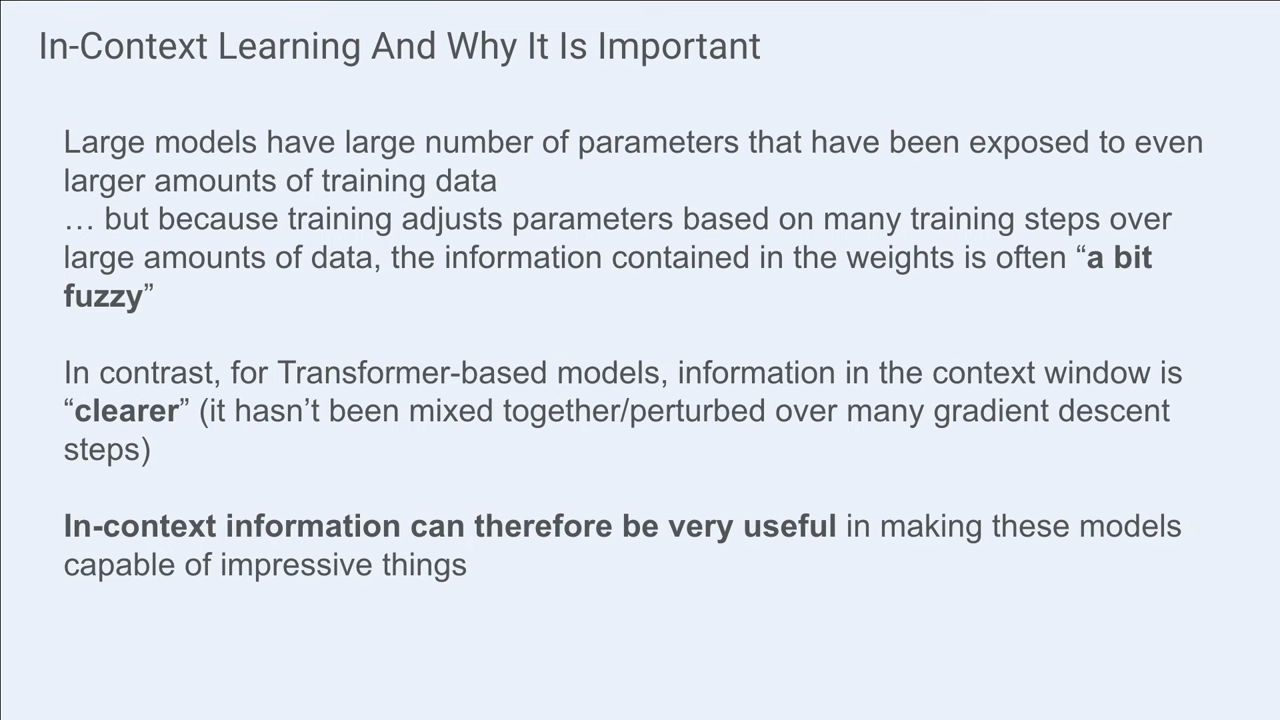 In-Context Learning And Why It Is Important
Large models have large number of parameters that have been exposed to even
larger amounts of training data
… but because training adjusts parameters based on many training steps over
large amounts of data, the information contained in the weights is often “a bit
fuzzy”
In contrast, for Transformer-based models, information in the context window is
“clearer” (it hasn’t been mixed together/perturbed over many gradient descent
steps)
In-context information can therefore be very useful in making these models
capable of impressive things